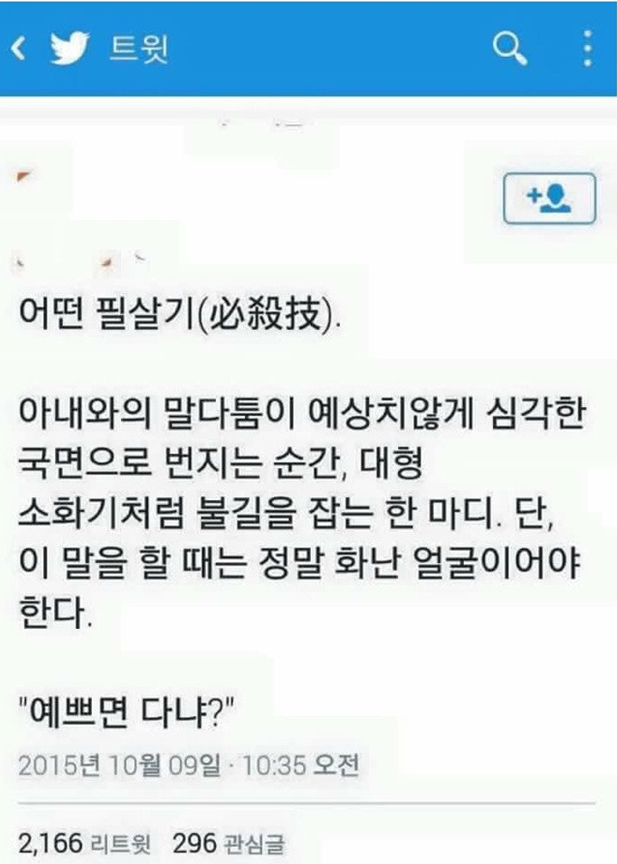 트윗
어떤 필살기(必殺技).
아내와의 말다툼이 예상치않게 심각한
국면으로 번지는 순간, 대형
소화기처럼 불길을 잡는 한 마디. 단,
이 말을 할 때는 정말 화난 얼굴이어야
한다.
"예쁘면 다냐?"
2015년 10월 09일 · 10:35 오전
2,166 리트윗 296 관심글